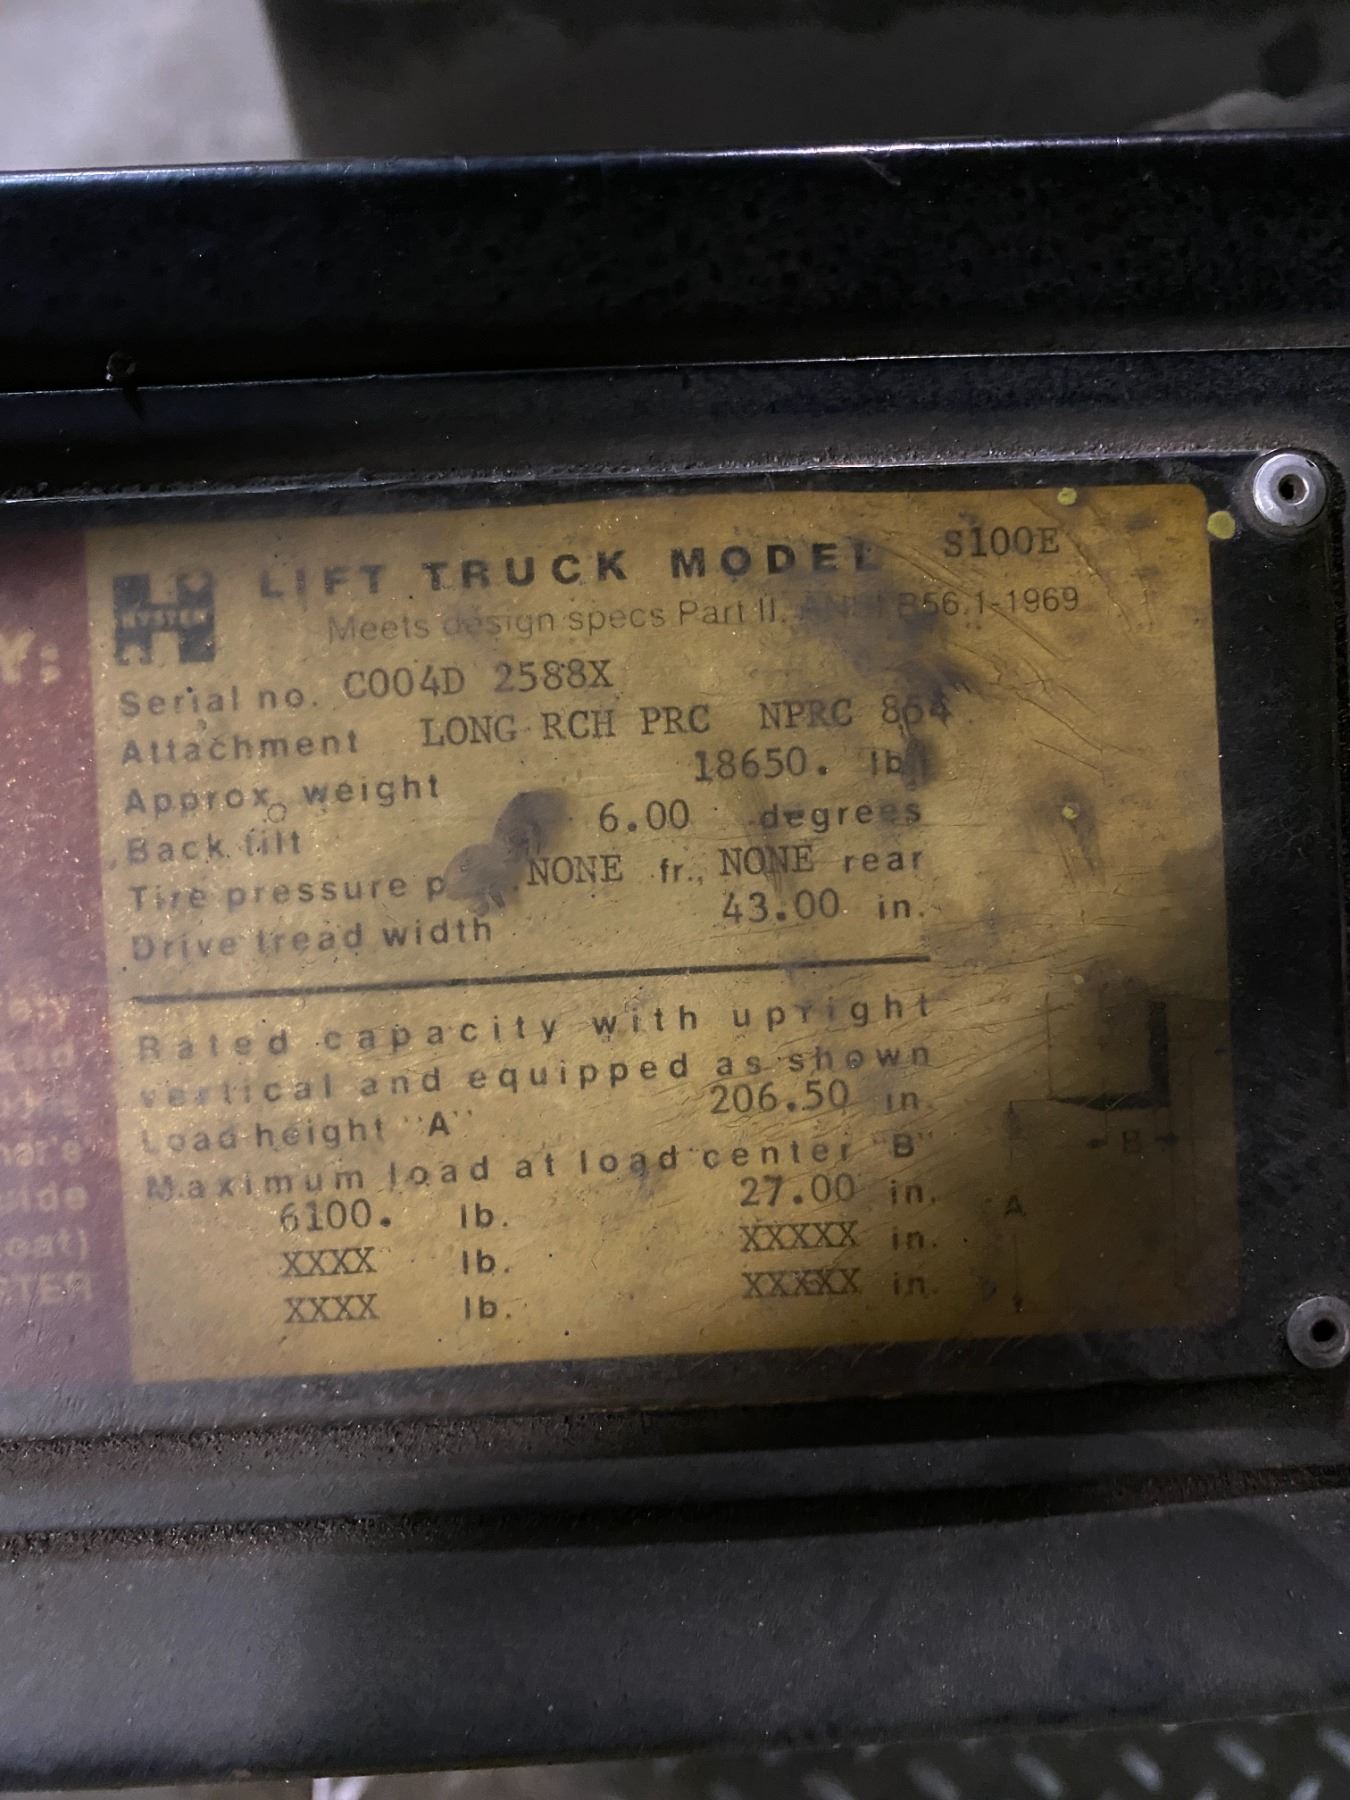 HYSTER
LIFT TRUCK MODEL S100E
Meets design specs Part II, ANSI B56.1-1969
Serial no. C004D 2588X
Attachment LONG RCH PRC NPRC 864
Approx. weight 18650. lb.
Back tilt 6.00 degrees
Tire pressure NONE fr., NONE rear
Drive tread width 43.00 in.
Rated capacity with upright
vertical and equipped as shown
Load height "A" 206.50 in.
Maximum load at load center "B"
6100. lb. 27.00 in.
XXXX lb. XXXXX in.
XXXX lb. XXXXX in.
B
A
Y: